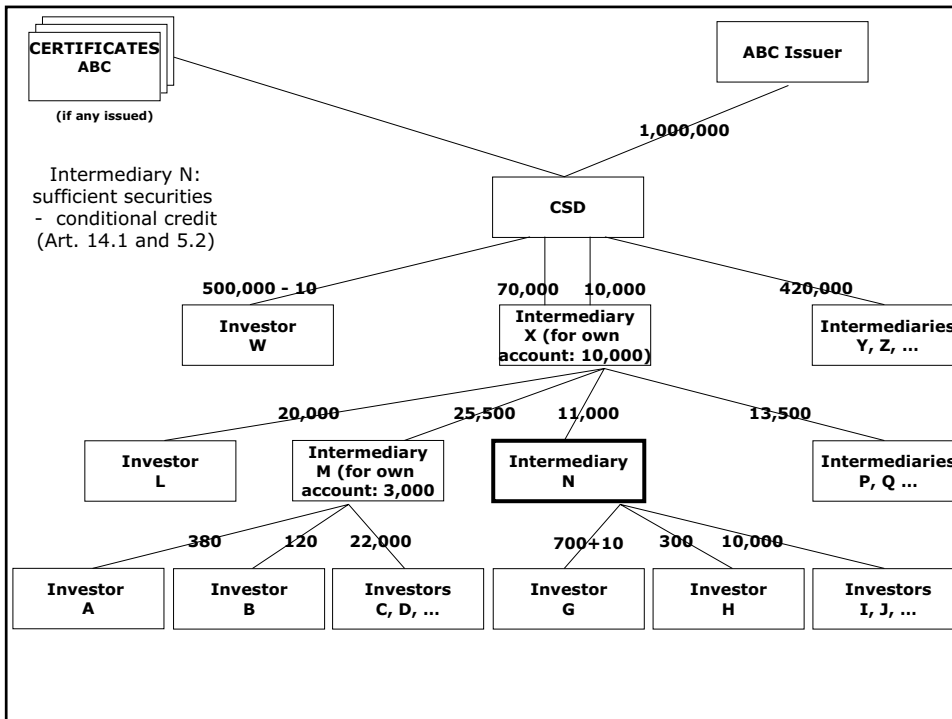 CERTIFICATES
ABC
(if any issued)
ABC Issuer
1,000,000
Intermediary N:
sufficient securities
- conditional credit
(Art. 14.1 and 5.2)
CSD
500,000 - 10
70,000
10,000
420,000
Investor
W
Intermediary
X (for own
account: 10,000)
Intermediaries
Y, Z, ...
20,000
25,500
11,000
13,500
Investor
L
Intermediary
M (for own
account: 3,000
Intermediary
N
Intermediaries
P, Q ...
380
120
22,000
700+10
300
10,000
Investor
A
Investor
B
Investors
C, D, ...
Investor
G
Investor
H
Investors
I, J, ...